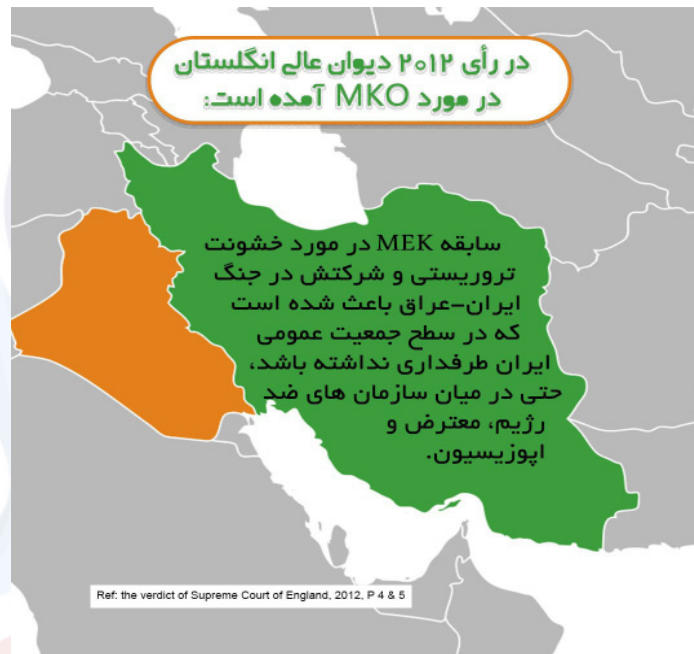 در رأی ۲۰۱۲ دیوان عالی انگلستان
در مورد MKO آمده است:
سابقه MEK در مورد خشونت
تروریستی و شرکتش در جنگ
ایران-عراق باعث شده است
که در سطح جمعیت عمومی
ایران طرفداری نداشته باشد،
حتی در میان سازمان های ضد
رژیم، معترض و
اپوزیسیون.
Ref: the verdict of Supreme Court of England, 2012, P 4 & 5